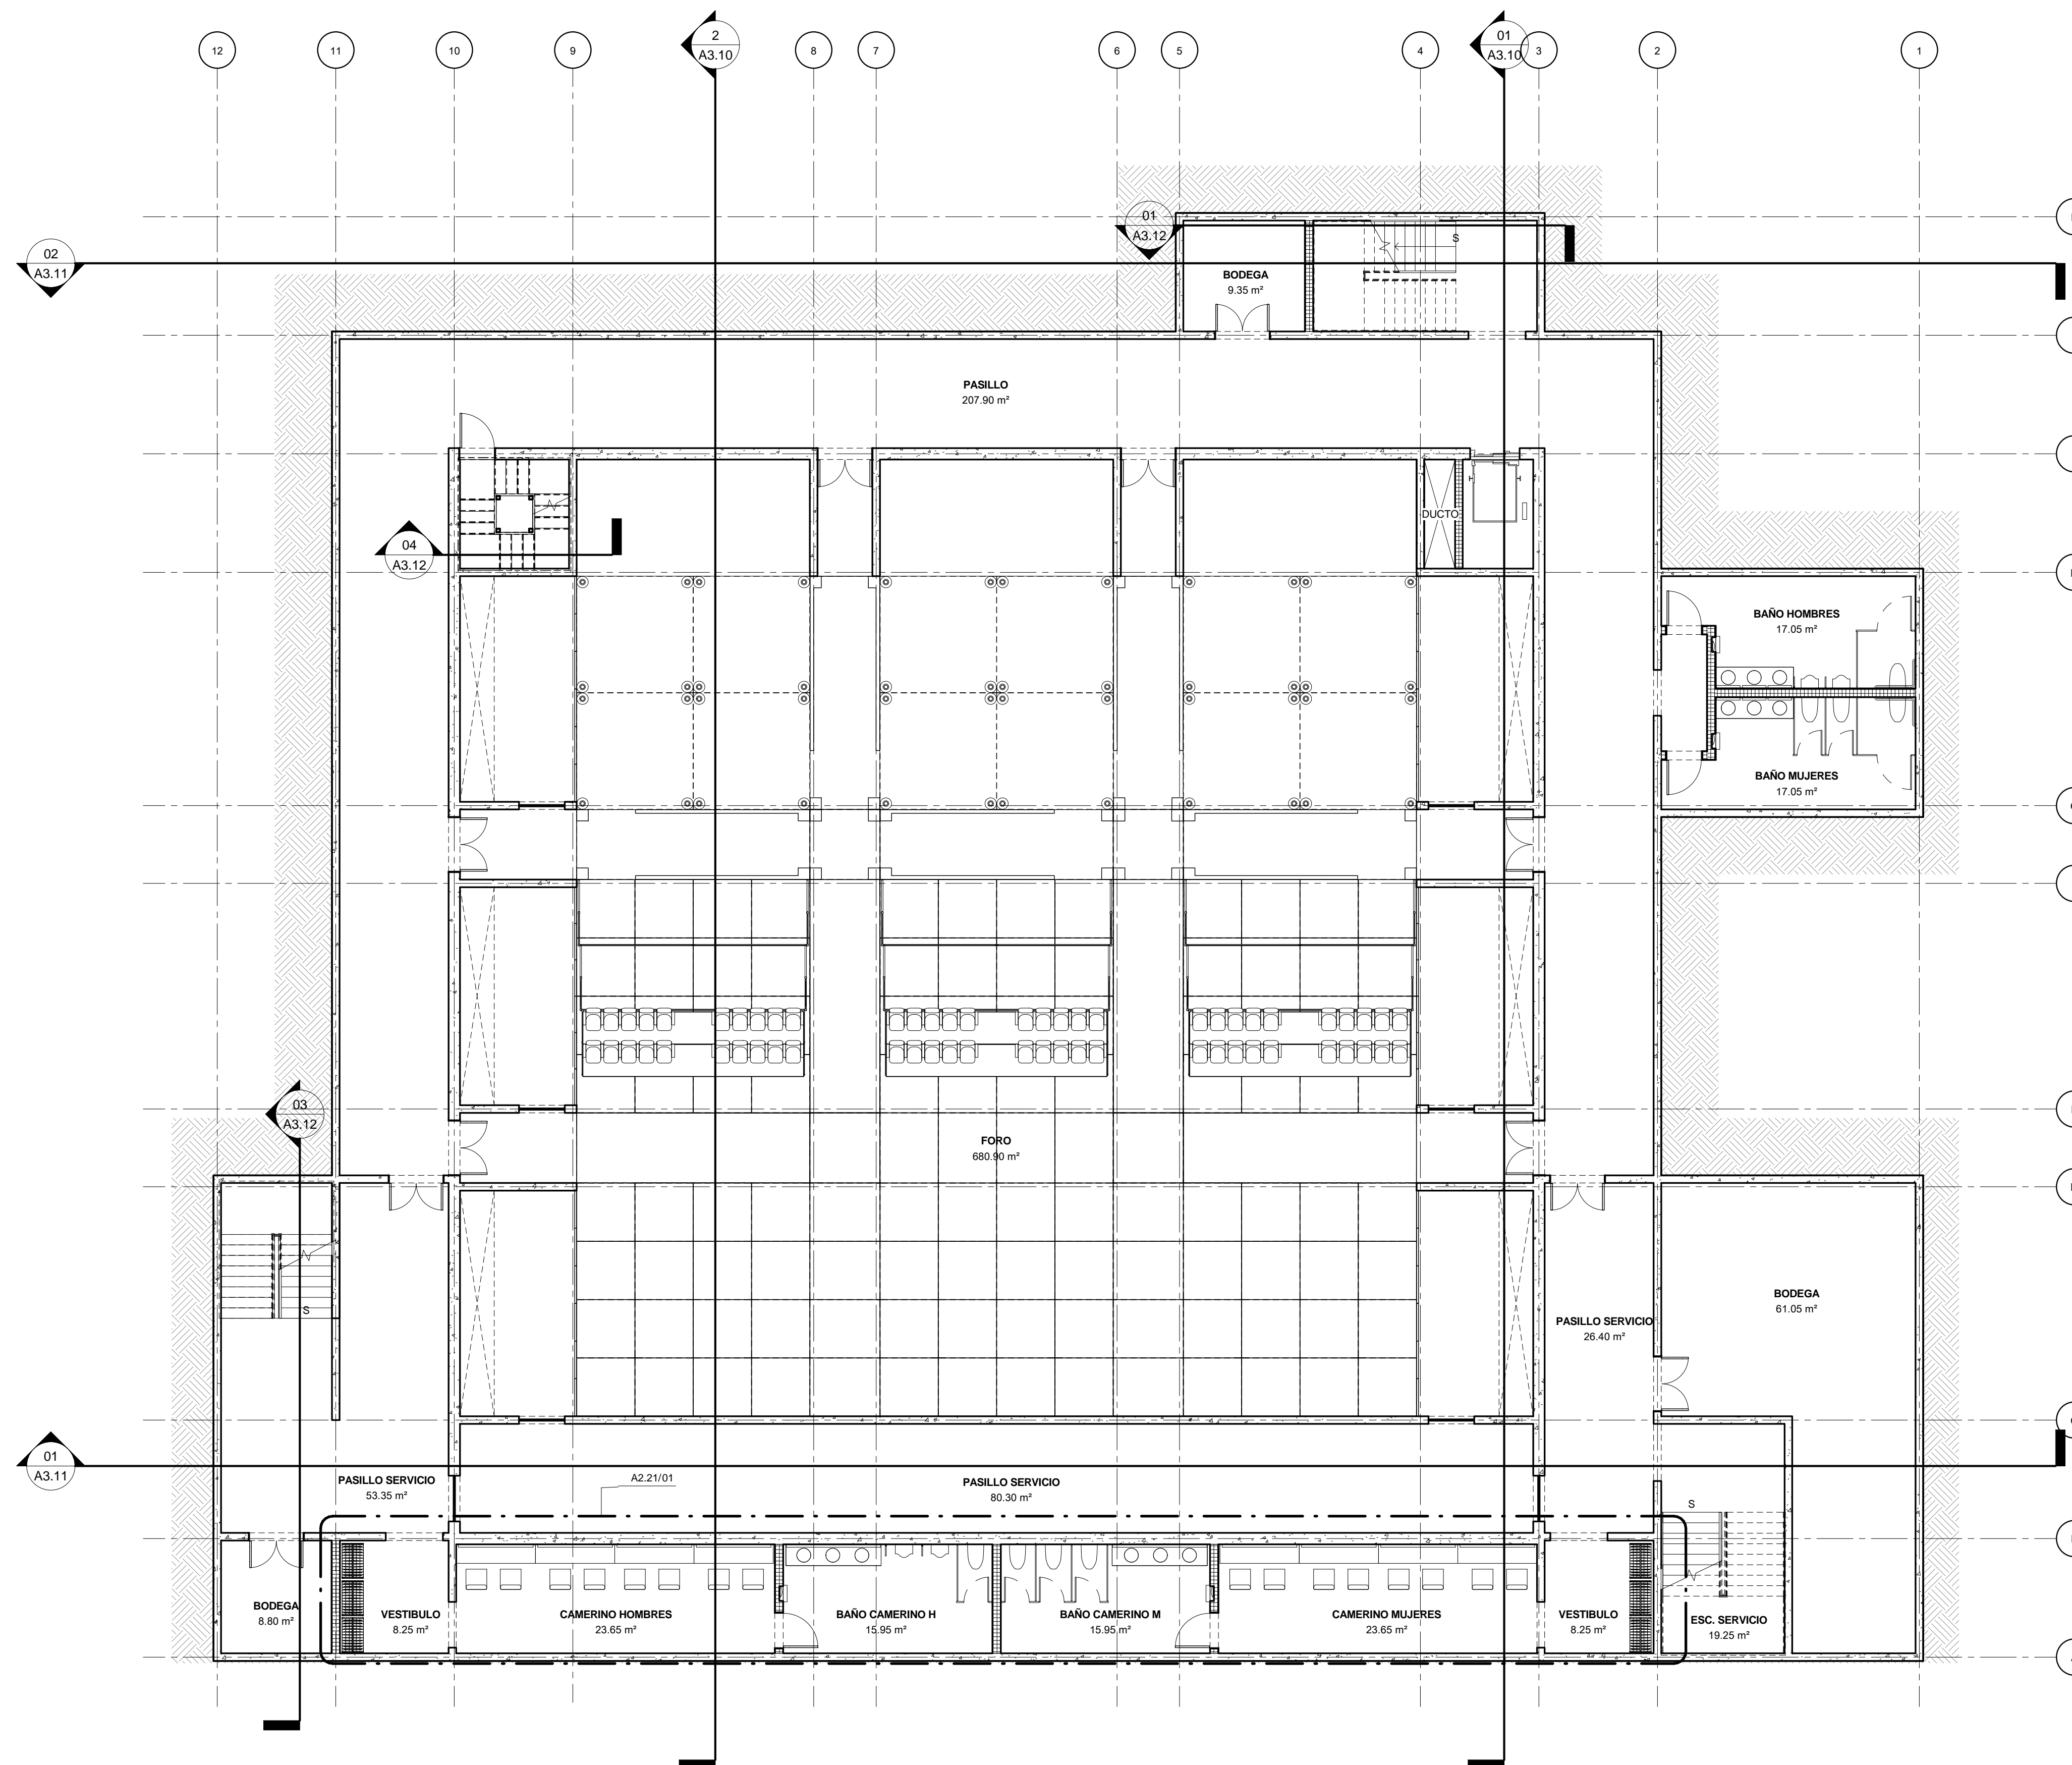 12
11
10
9
2
A3.10
8
7
6
5
4
01
A3.10
3
2
1
01
A3.12
S
02
A3.11
BODEGA
9.35 m²
PASILLO
207.90 m²
DUCTO
04
A3.12
BAÑO HOMBRES
17.05 m²
BAÑO MUJERES
17.05 m²
03
A3.12
FORO
680.90 m²
S
BODEGA
61.05 m²
PASILLO SERVICIO
26.40 m²
01
A3.11
PASILLO SERVICIO
53.35 m²
A2.21/01
PASILLO SERVICIO
80.30 m²
S
BODEGA
8.80 m²
VESTIBULO
8.25 m²
CAMERINO HOMBRES
23.65 m²
BAÑO CAMERINO H
15.95 m²
BAÑO CAMERINO M
15.95 m²
CAMERINO MUJERES
23.65 m²
VESTIBULO
8.25 m²
ESC. SERVICIO
19.25 m²